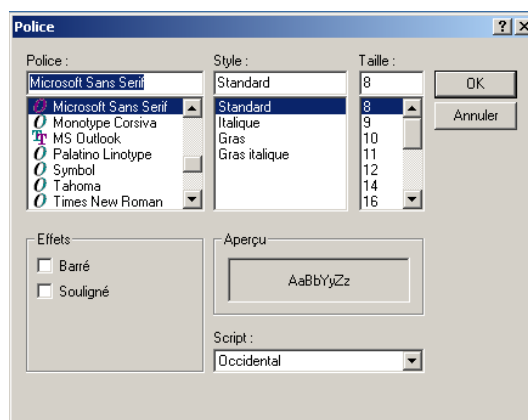 Police
Police :
Style :
Taille :
Microsoft Sans Serif
Standard
8
OK
Annuler
Microsoft Sans Serif
Monotype Corsiva
MS Outlook
Palatino Linotype
Symbol
Tahoma
Times New Roman
Standard
Italique
Gras
Gras italique
8
9
10
11
12
14
16
Effets
Barré
Souligné
Aperçu
AaBbYyZz
Script :
Occidental